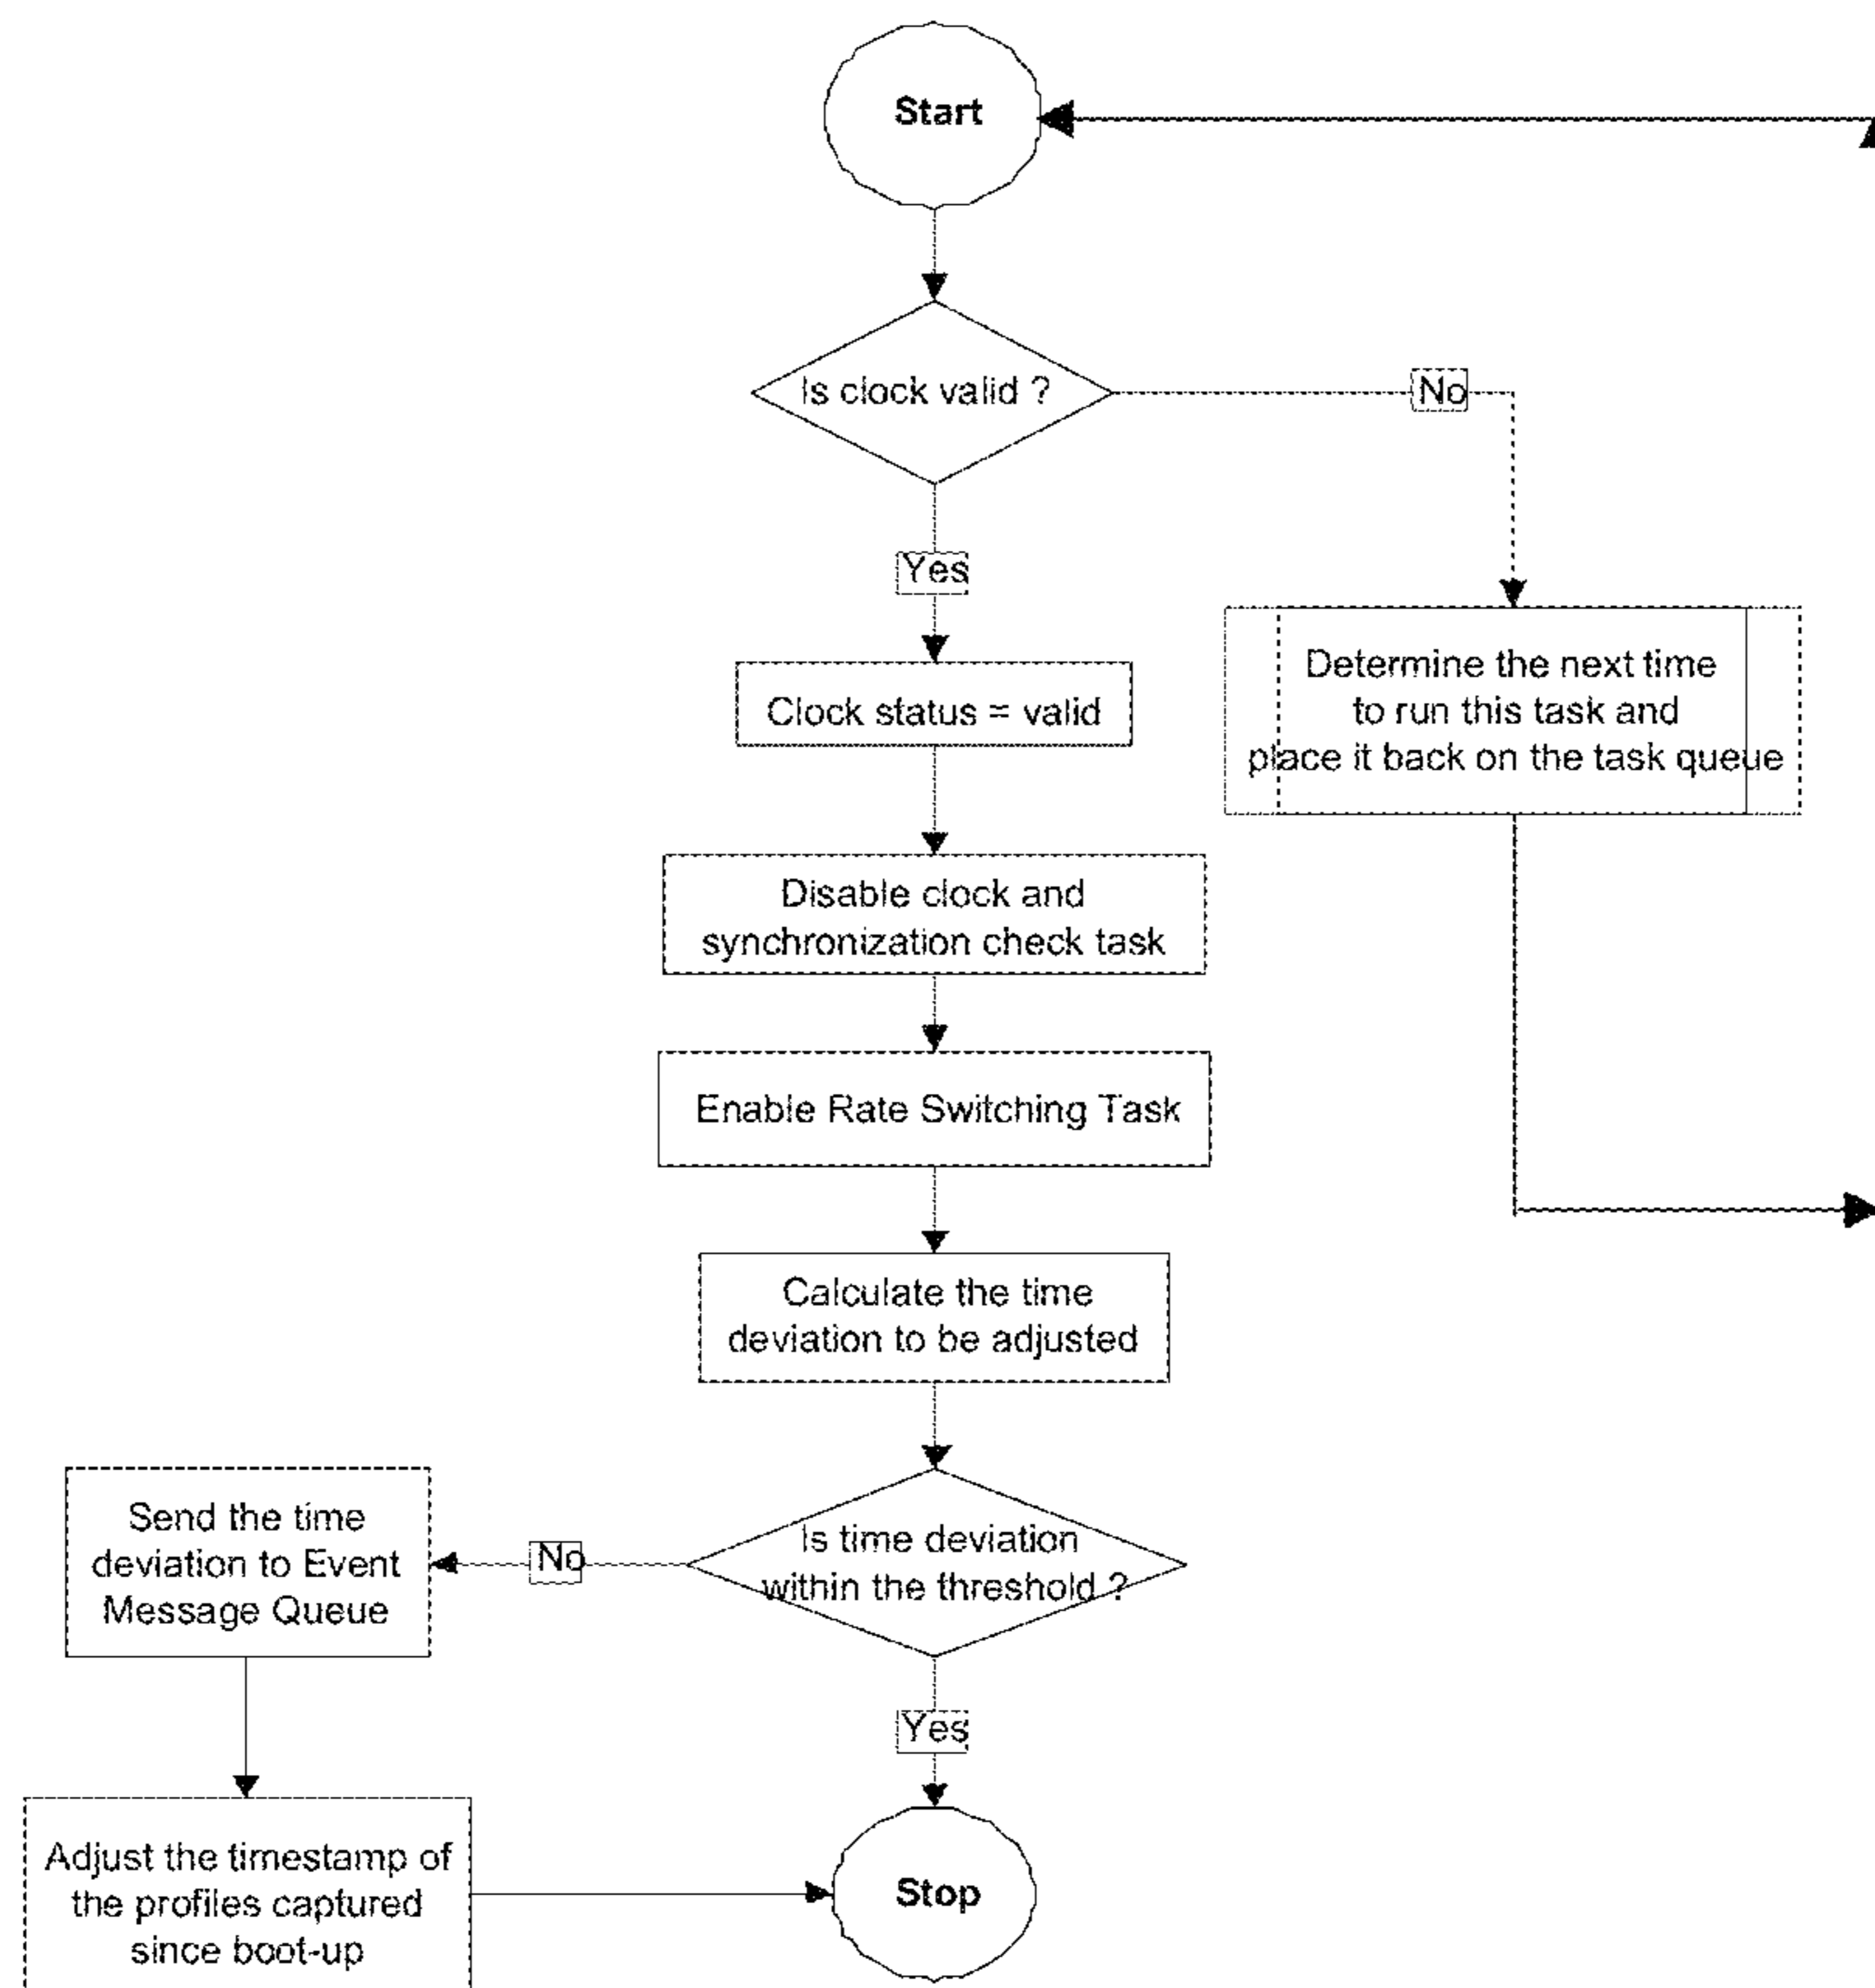 Start
Is clock valid ?
No
Yes
Clock status = valid
Determine the next time
to run this task and
place it back on the task queue
Disable clock and
synchronization check task
Enable Rate Switching Task
Calculate the time
deviation to be adjusted
Is time deviation
within the threshold ?
No
Send the time
deviation to Event
Message Queue
Yes
Adjust the timestamp of
the profiles captured
since boot-up
Stop